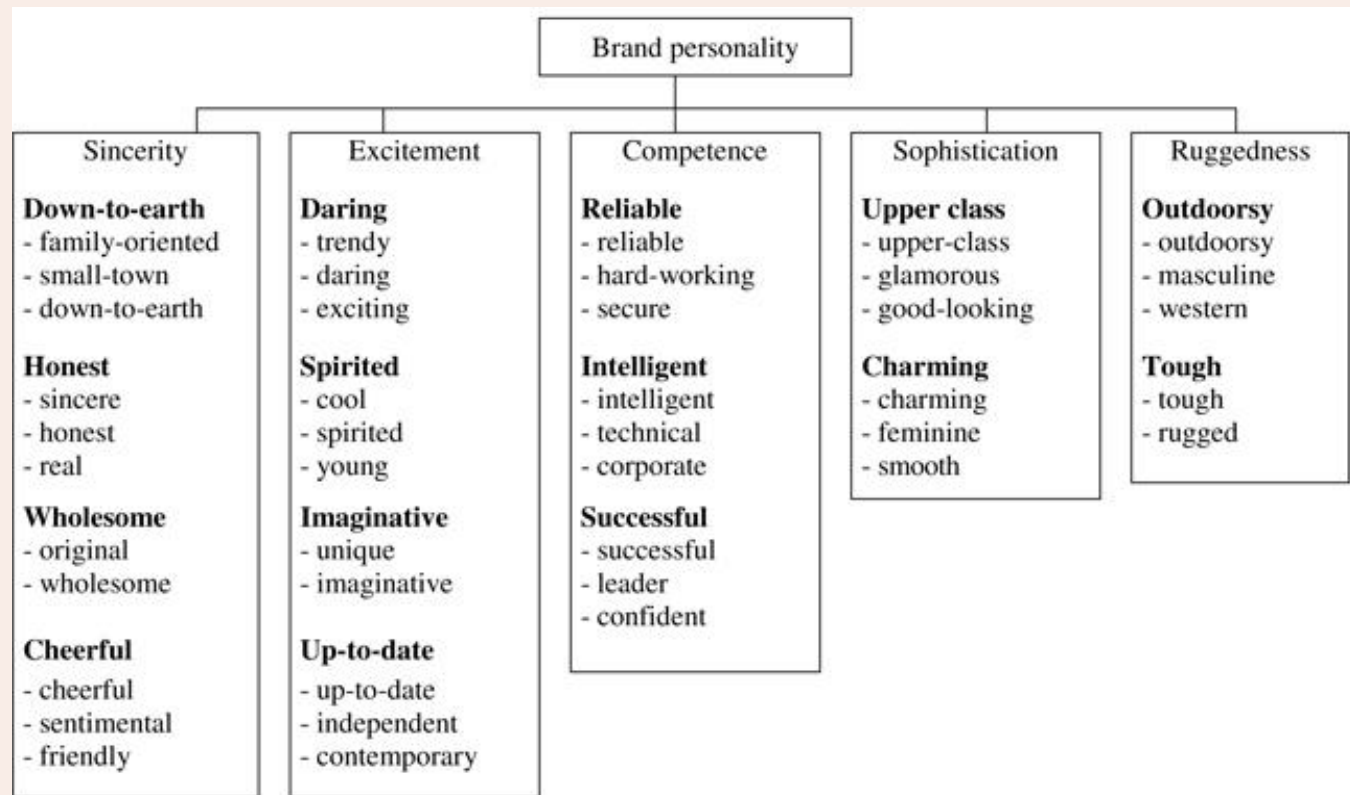 Brand personality
Sincerity
Down-to-earth
- family-oriented
- small-town
- down-to-earth
Honest
- sincere
- honest
- real
Wholesome
- original
- wholesome
Cheerful
- cheerful
- sentimental
- friendly
Excitement
Daring
- trendy
- daring
- exciting
Spirited
- cool
- spirited
- young
Imaginative
- unique
- imaginative
Up-to-date
- up-to-date
- independent
- contemporary
Competence
Reliable
- reliable
- hard-working
- secure
Intelligent
- intelligent
- technical
- corporate
Successful
- successful
- leader
- confident
Sophistication
Upper class
- upper-class
- glamorous
- good-looking
Charming
- charming
- feminine
- smooth
Ruggedness
Outdoorsy
- outdoorsy
- masculine
- western
Tough
- tough
- rugged